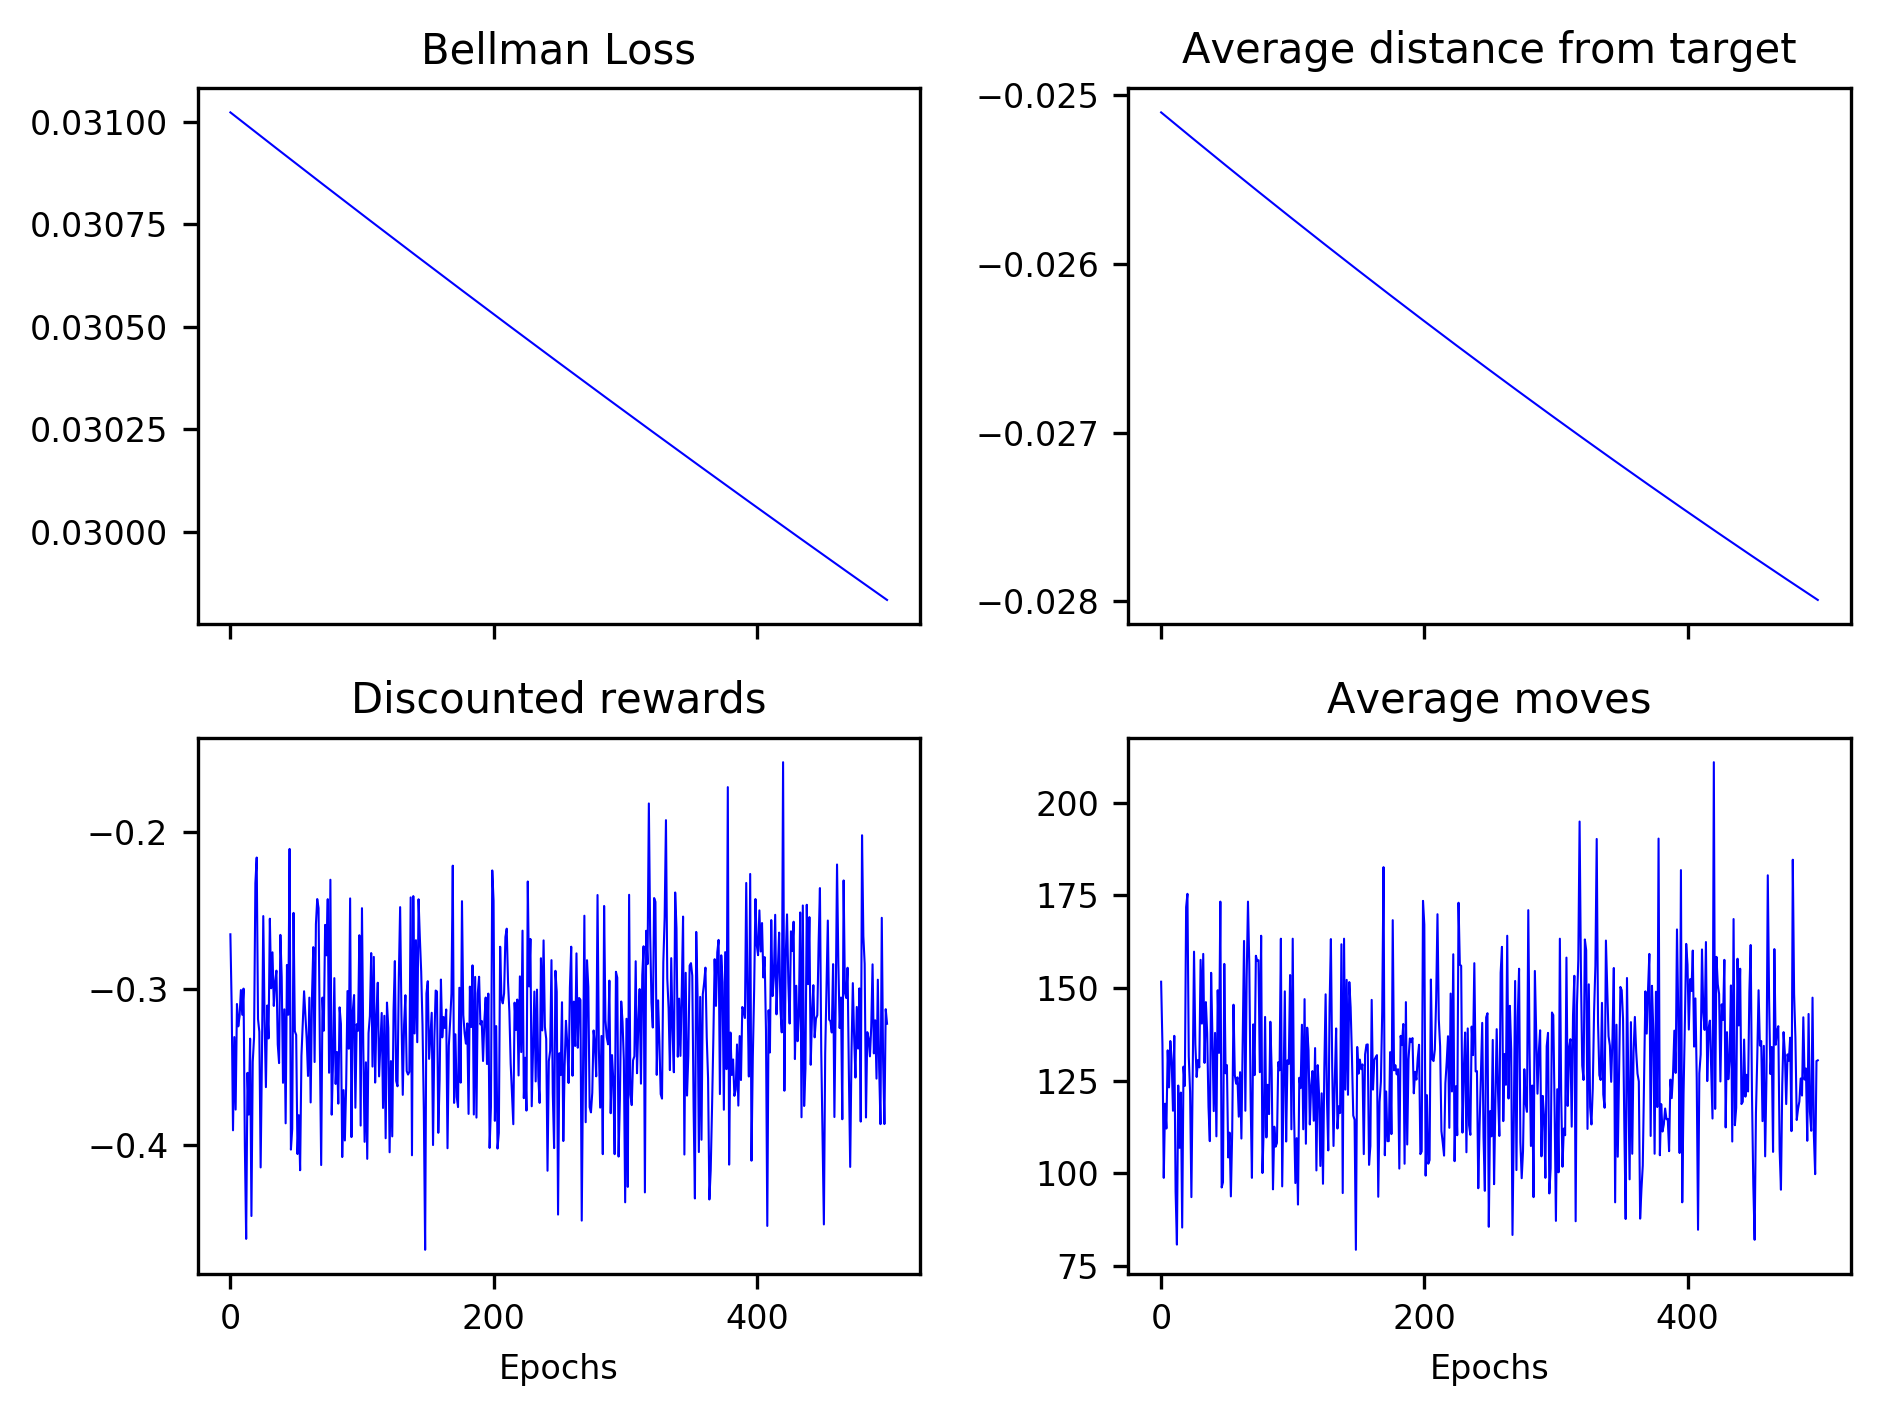 Bellman Loss
0.03100
0.03075
0.03050
0.03025
0.03000
Average distance from target
−0.025
−0.026
−0.027
−0.028
Discounted rewards
−0.2
−0.3
−0.4
0 200 400
Epochs
Average moves
200
175
150
125
100
75
0 200 400
Epochs